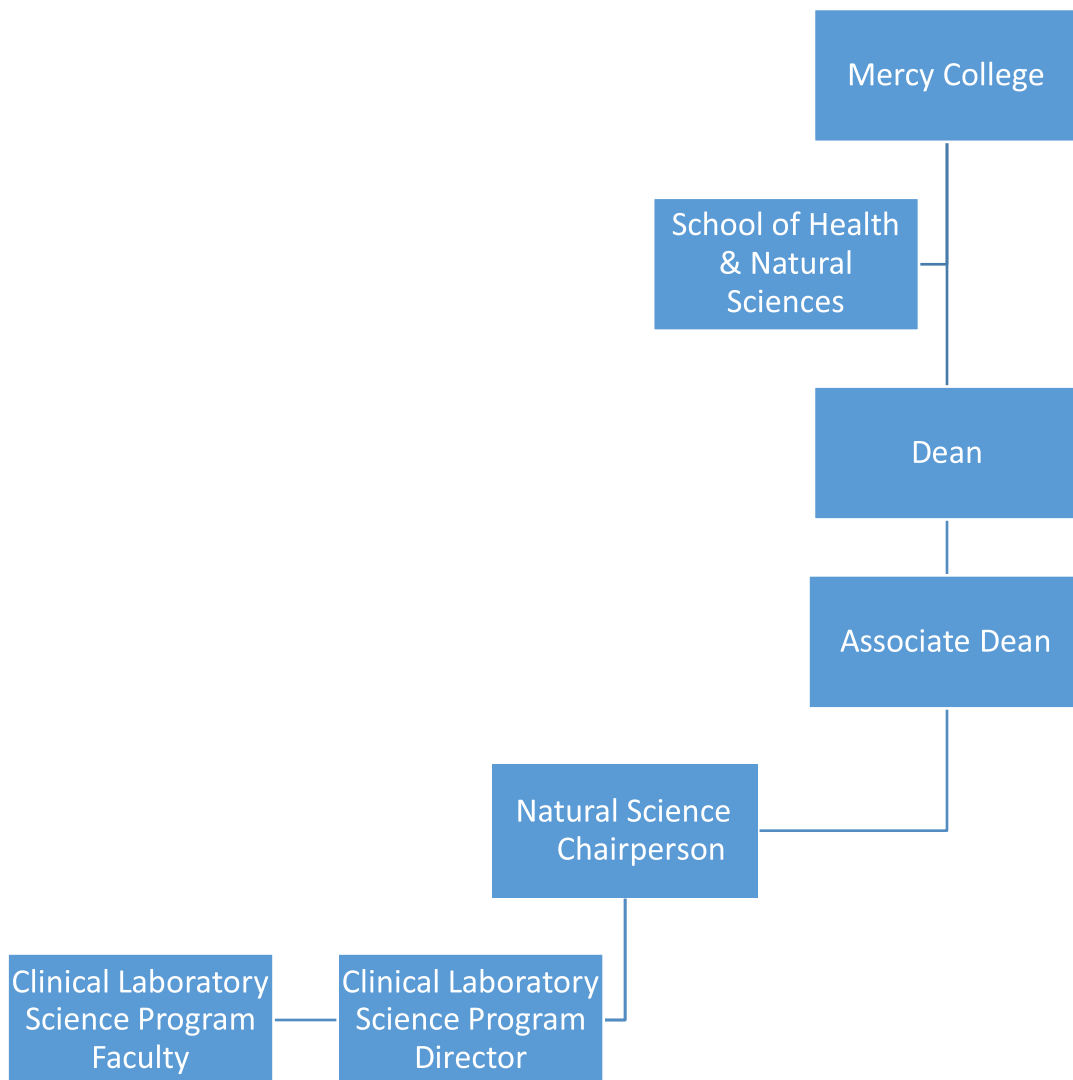 Mercy College
School of Health
& Natural
Sciences
Dean
Associate Dean
Natural Science
Chairperson
Clinical Laboratory
Science Program
Faculty
Clinical Laboratory
Science Program
Director